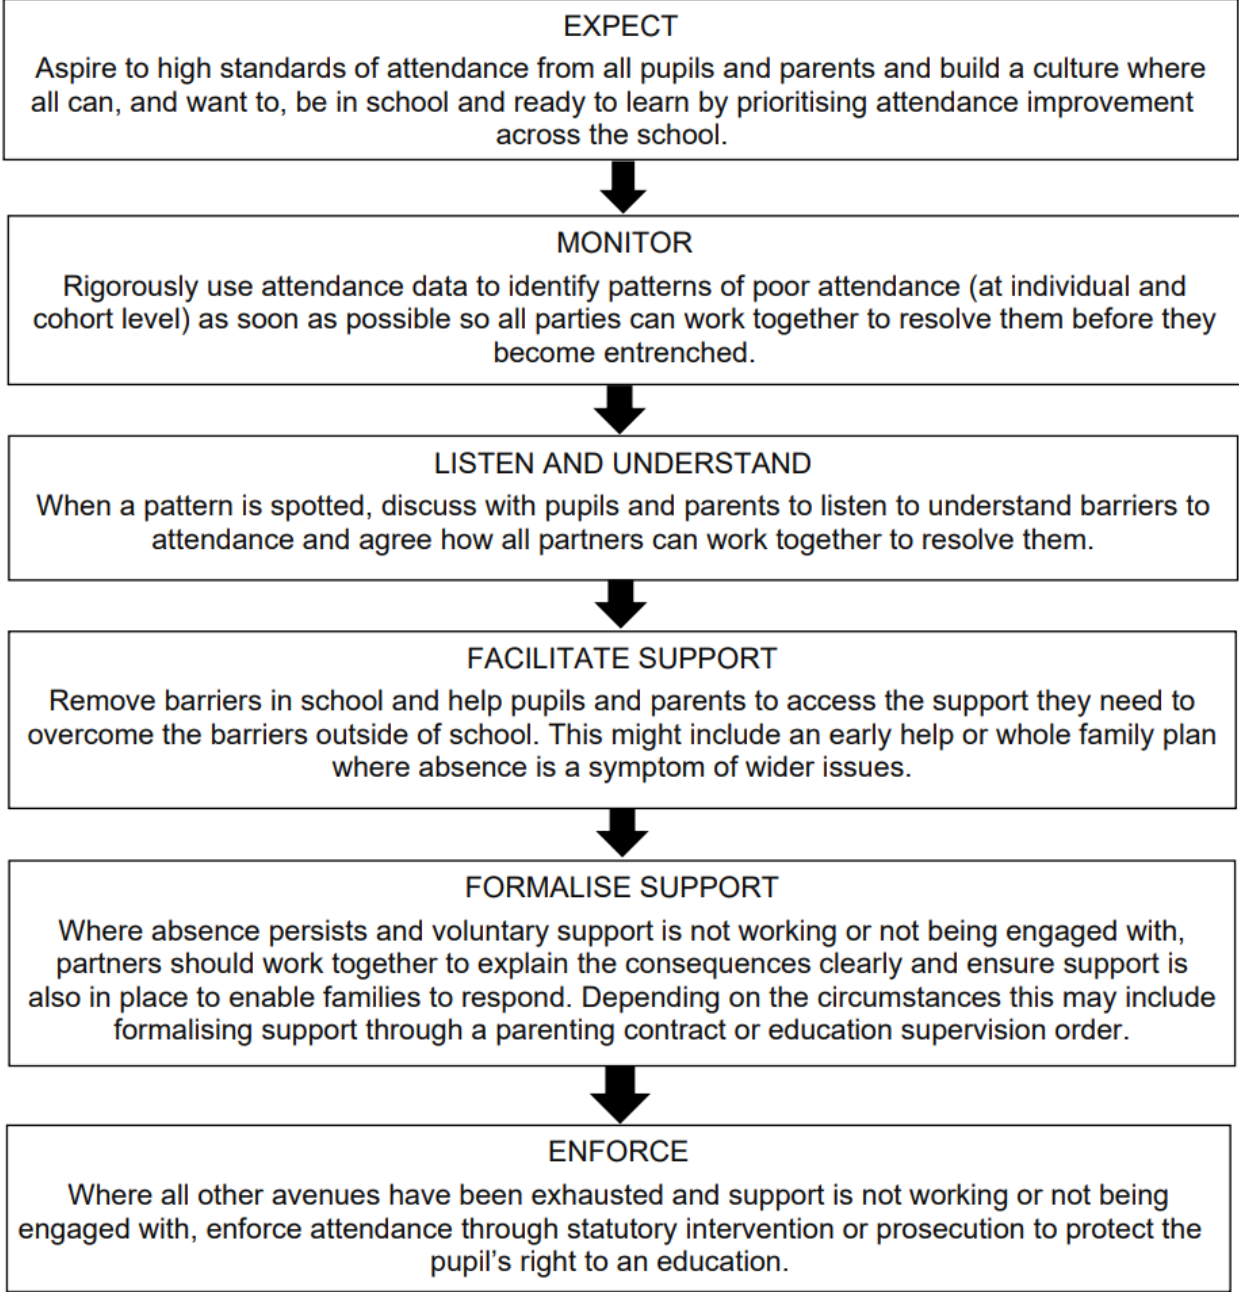 EXPECT
Aspire to high standards of attendance from all pupils and parents and build a culture where
all can, and want to, be in school and ready to learn by prioritising attendance improvement
across the school.
MONITOR
Rigorously use attendance data to identify patterns of poor attendance (at individual and
cohort level) as soon as possible so all parties can work together to resolve them before they
become entrenched.
LISTEN AND UNDERSTAND
When a pattern is spotted, discuss with pupils and parents to listen to understand barriers to
attendance and agree how all partners can work together to resolve them.
FACILITATE SUPPORT
Remove barriers in school and help pupils and parents to access the support they need to
overcome the barriers outside of school. This might include an early help or whole family plan
where absence is a symptom of wider issues.
FORMALISE SUPPORT
Where absence persists and voluntary support is not working or not being engaged with,
partners should work together to explain the consequences clearly and ensure support is
also in place to enable families to respond. Depending on the circumstances this may include
formalising support through a parenting contract or education supervision order.
ENFORCE
Where all other avenues have been exhausted and support is not working or not being
engaged with, enforce attendance through statutory intervention or prosecution to protect the
pupil’s right to an education.